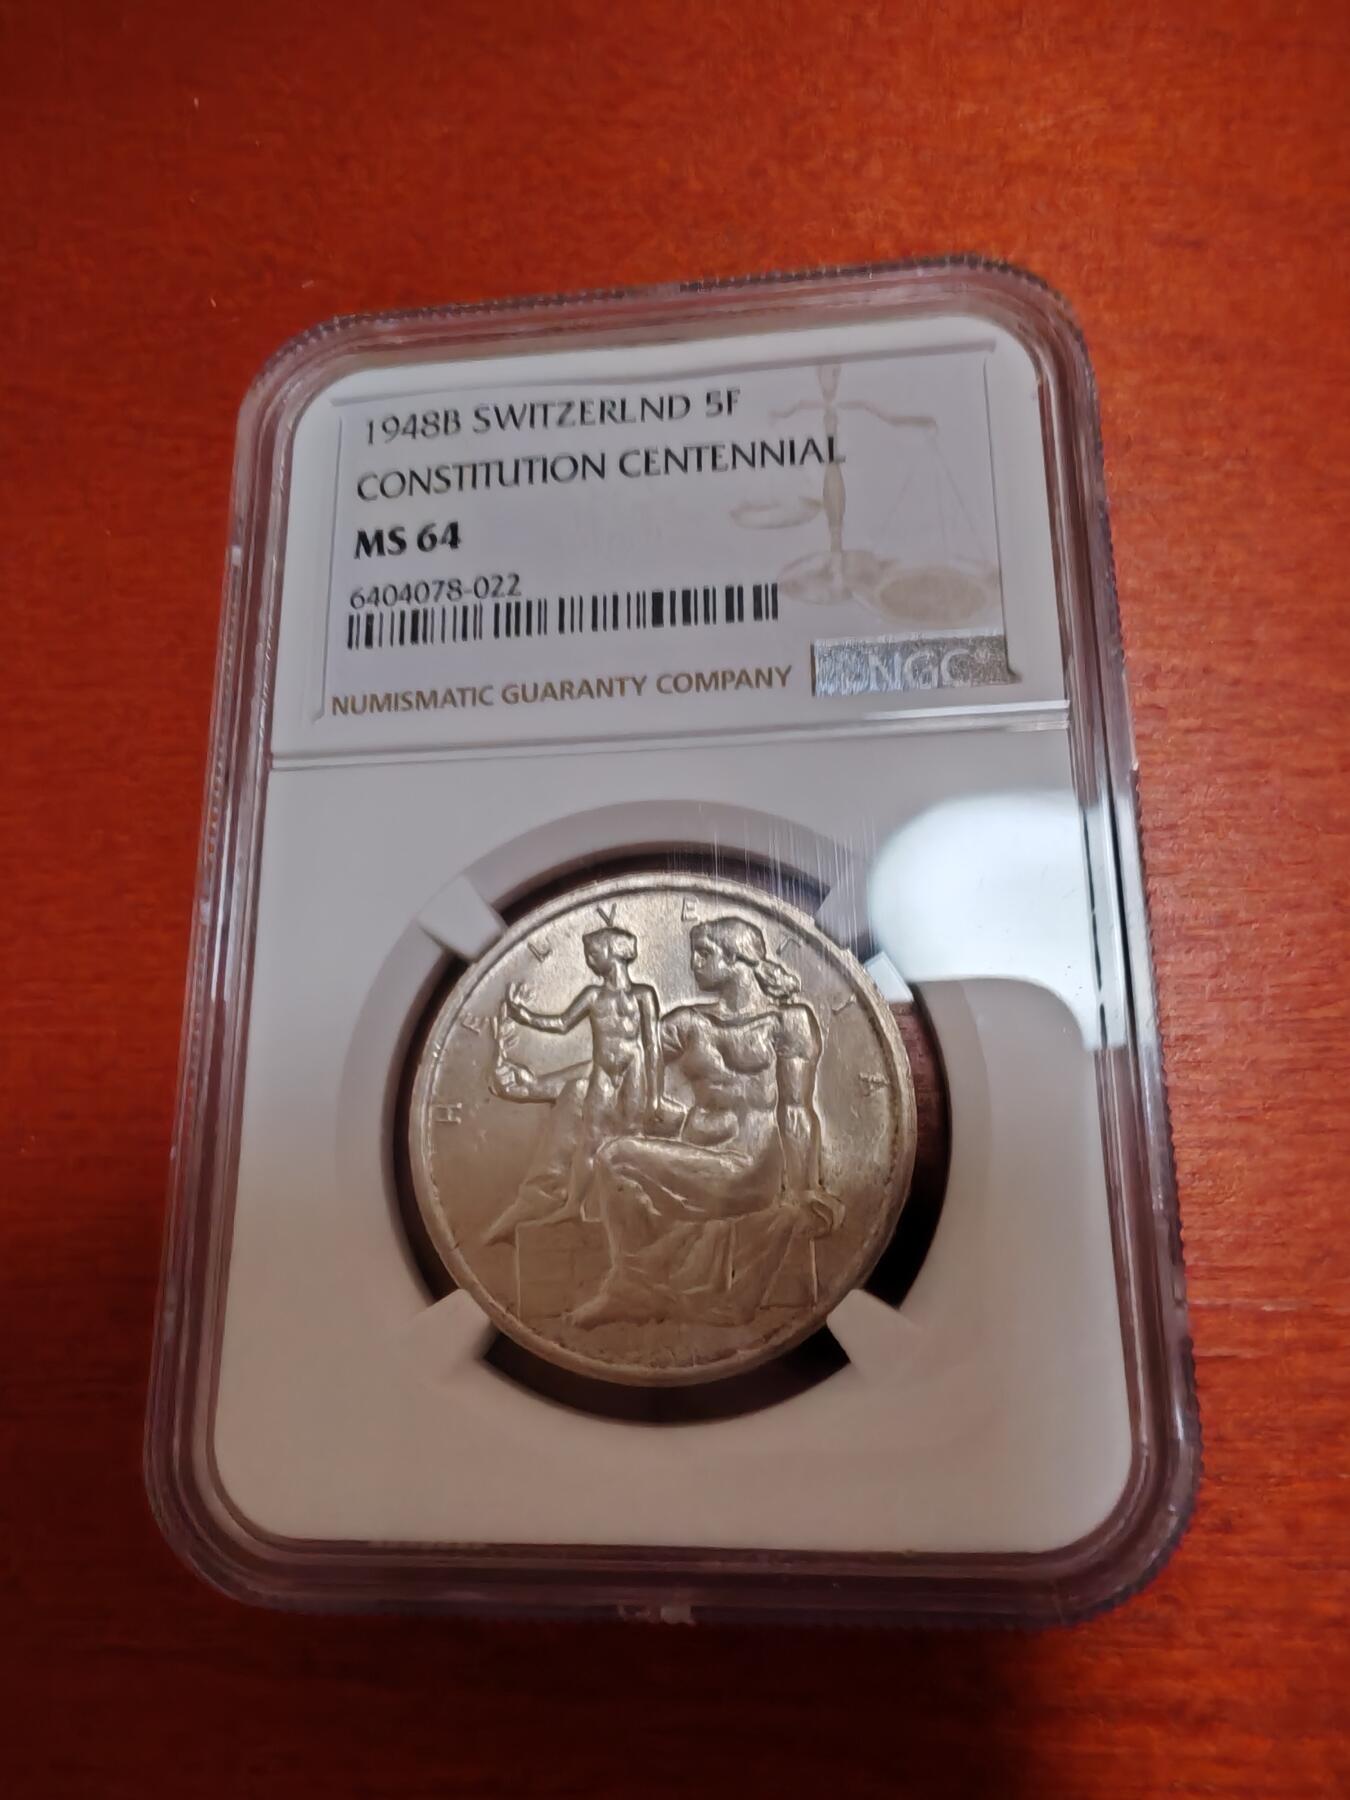 1948B SWITZERLND 5F
CONSTITUTION CENTENNIAL
MS 64
6404078-022
NUMISMATIC GUARANTY COMPANY
NGC
HELVETIA